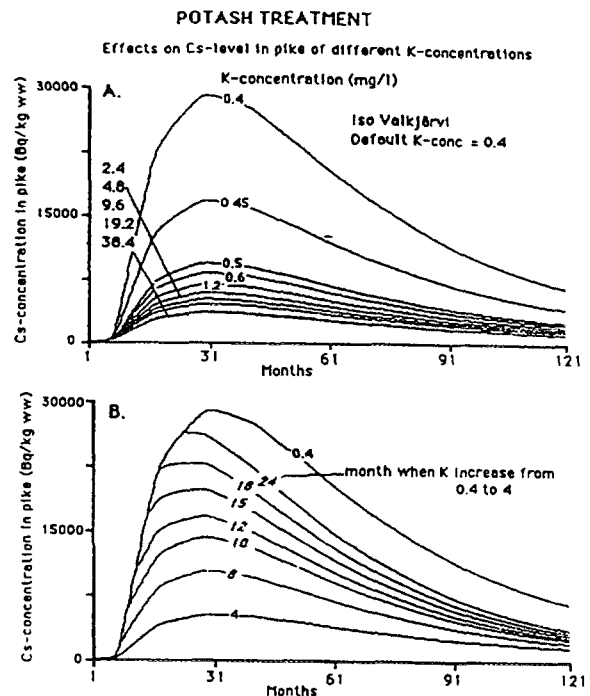 POTASH TREATMENT
Effects on Cs-level in pike of different K-concentrations
K-concentration (mg/l)
30000
A.
0.4
Iso Valkjärvi
Default K-conc = 0.4
2.4
4.8
9.6
19.2
38.4
15000
0.45
0.5
0.6
1.2
0
Cs-concentration in pike (Bq/kg ww)
1
31
61
91
121
Months
30000
B.
0.4
month when K increase from
0.4 to 4
18
24
15
15000
12
10
8
4
0
Cs-concentration in pike (Bq/kg ww)
1
31
61
91
121
Months